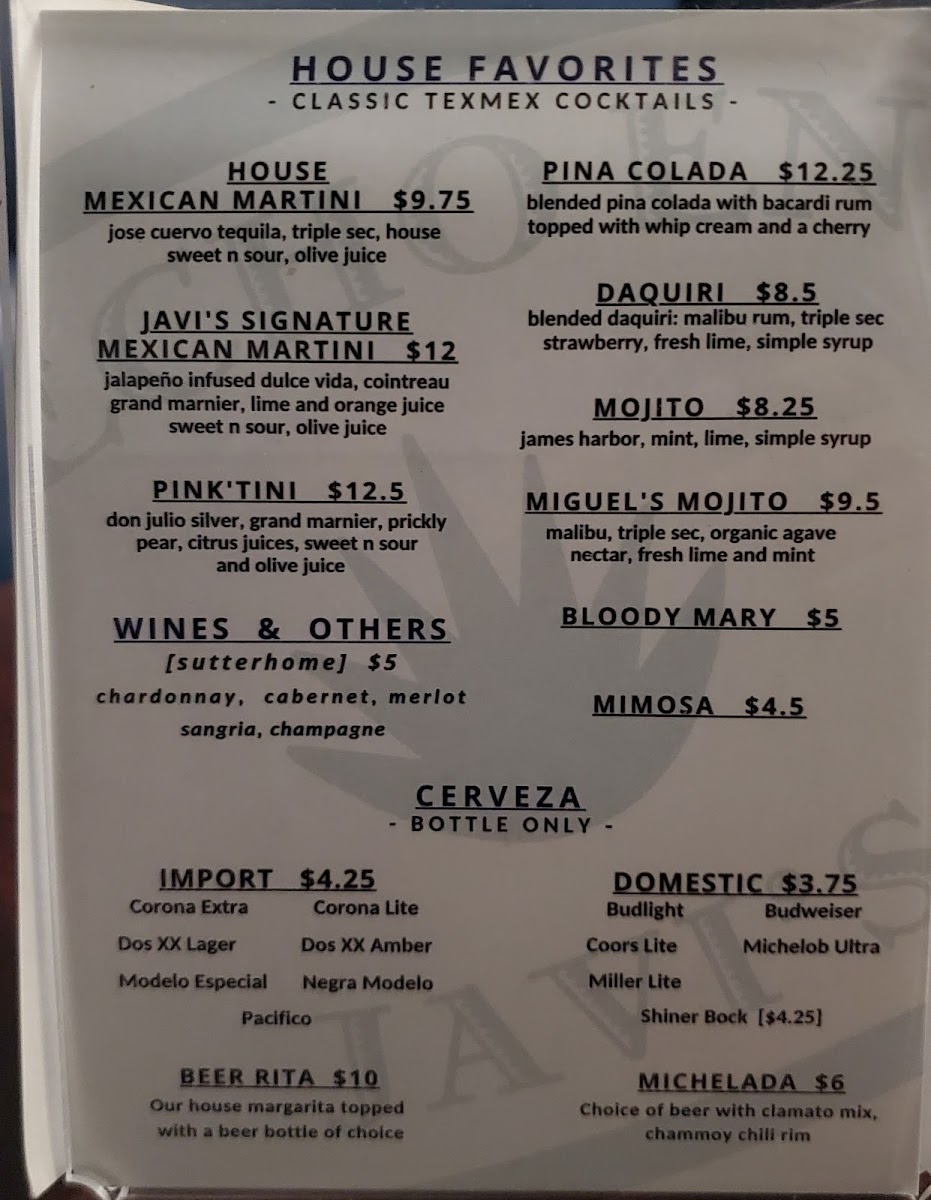 HOUSE FAVORITES
- CLASSIC TEXMEX COCKTAILS -
HOUSE
MEXICAN MARTINI $9.75
jose cuervo tequila, triple sec, house
sweet n sour, olive juice
JAVI'S SIGNATURE
MEXICAN MARTINI $12
jalapeño infused dulce vida, cointreau
grand marnier, lime and orange juice
sweet n sour, olive juice
PINK'TINI $12.5
don julio silver, grand marnier, prickly
pear, citrus juices, sweet n sour
and olive juice
WINES & OTHERS
[sutterhome] $5
chardonnay, cabernet, merlot
sangria, champagne
PINA COLADA $12.25
blended pina colada with bacardi rum
topped with whip cream and a cherry
DAQUIRI $8.5
blended daquiri: malibu rum, triple sec
strawberry, fresh lime, simple syrup
MOJITO $8.25
james harbor, mint, lime, simple syrup
MIGUEL'S MOJITO $9.5
malibu, triple sec, organic agave
nectar, fresh lime and mint
BLOODY MARY $5
MIMOSA $4.5
CERVEZA
- BOTTLE ONLY -
IMPORT $4.25
Corona Extra Corona Lite
Dos XX Lager Dos XX Amber
Modelo Especial Negra Modelo
Pacifico
BEER RITA $10
Our house margarita topped
with a beer bottle of choice
DOMESTIC $3.75
Budlight Budweiser
Coors Lite Michelob Ultra
Miller Lite
Shiner Bock [$4.25]
MICHELADA $6
Choice of beer with clamato mix,
chammoy chili rim
JAVI'S